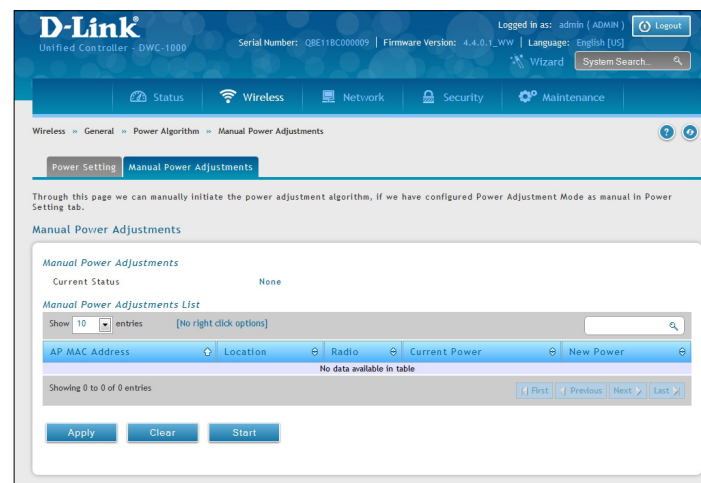 D-Link®
Logged in as: admin ( ADMIN ) Logout
Unified Controller - DWC-1000
Serial Number: QBE11BC000009 | Firmware Version: 4.4.0.1_WW | Language: English [US]
Wizard System Search...
Status Wireless Network Security Maintenance
Wireless » General » Power Algorithm » Manual Power Adjustments
Power Setting Manual Power Adjustments
Through this page we can manually initiate the power adjustment algorithm, if we have configured Power Adjustment Mode as manual in Power
Setting tab.
Manual Power Adjustments
Manual Power Adjustments
Current Status None
Manual Power Adjustments List
Show 10 entries [No right click options]
AP MAC Address Location Radio Current Power New Power
No data available in table
Showing 0 to 0 of 0 entries First Previous Next Last
Apply Clear Start